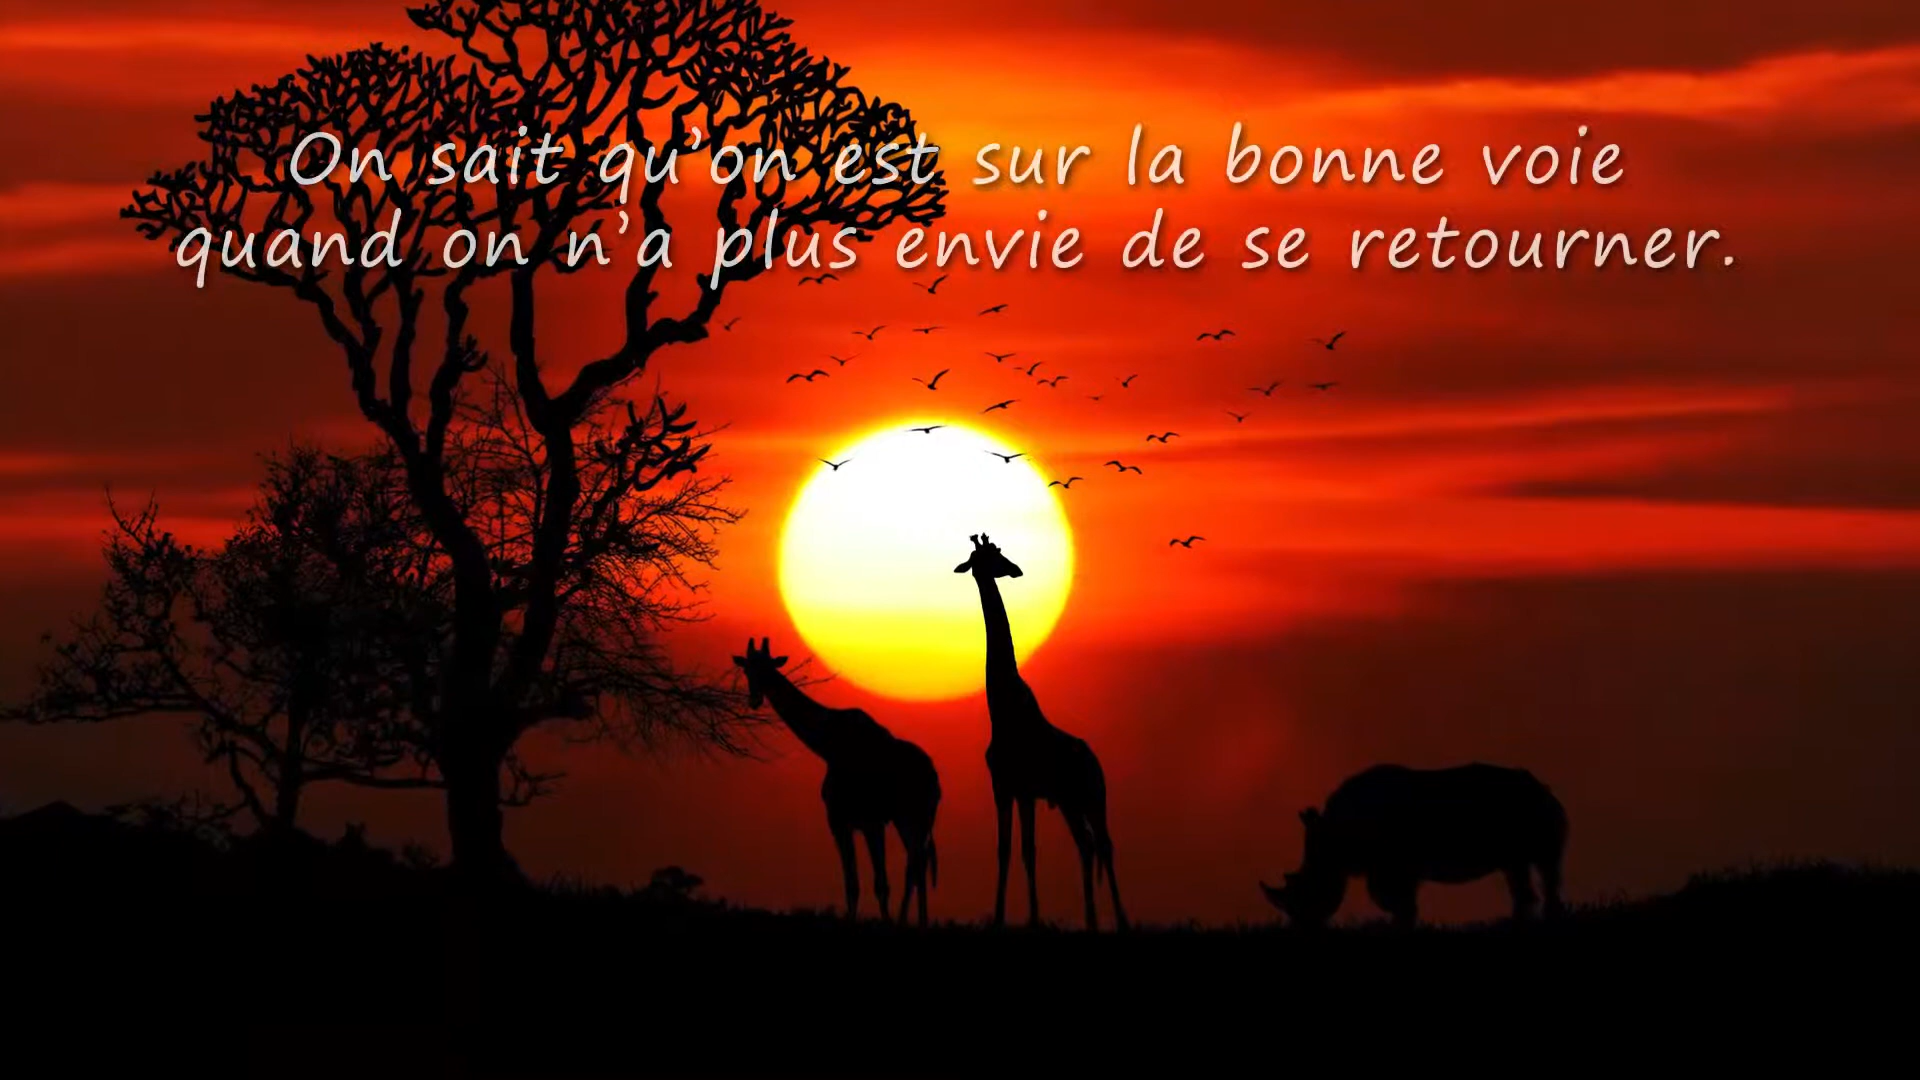 On sait qu’on est sur la bonne voie
quand on n’a plus envie de se retourner.